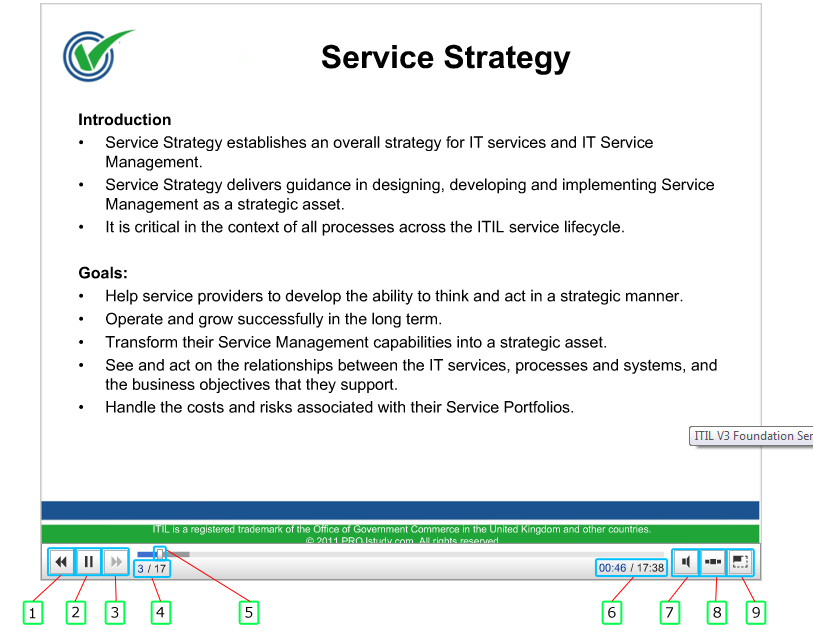 Service Strategy
Introduction
• Service Strategy establishes an overall strategy for IT services and IT Service
Management.
• Service Strategy delivers guidance in designing, developing and implementing Service
Management as a strategic asset.
• It is critical in the context of all processes across the ITIL service lifecycle.
Goals:
• Help service providers to develop the ability to think and act in a strategic manner.
• Operate and grow successfully in the long term.
• Transform their Service Management capabilities into a strategic asset.
• See and act on the relationships between the IT services, processes and systems, and
the business objectives that they support.
• Handle the costs and risks associated with their Service Portfolios.
ITIL V3 Foundation Ser
ITIL is a registered trademark of the Office of Government Commerce in the United Kingdom and other countries.
© 2011 PROJstudy.com. All rights reserved
3 / 17
00:46 / 17:38
1 2 3 4 5 6 7 8 9